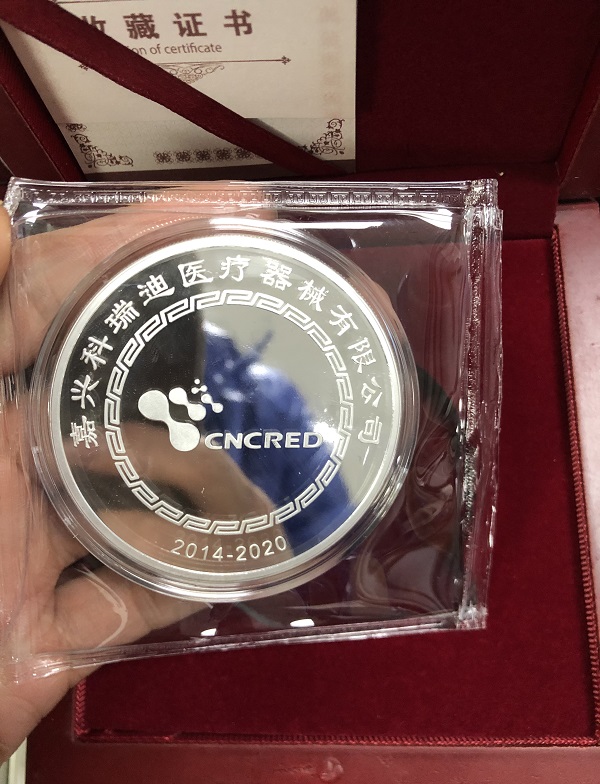 收藏证书
on of certificate
嘉兴科瑞迪医疗器械有限公司
CNCRED
2014-2020